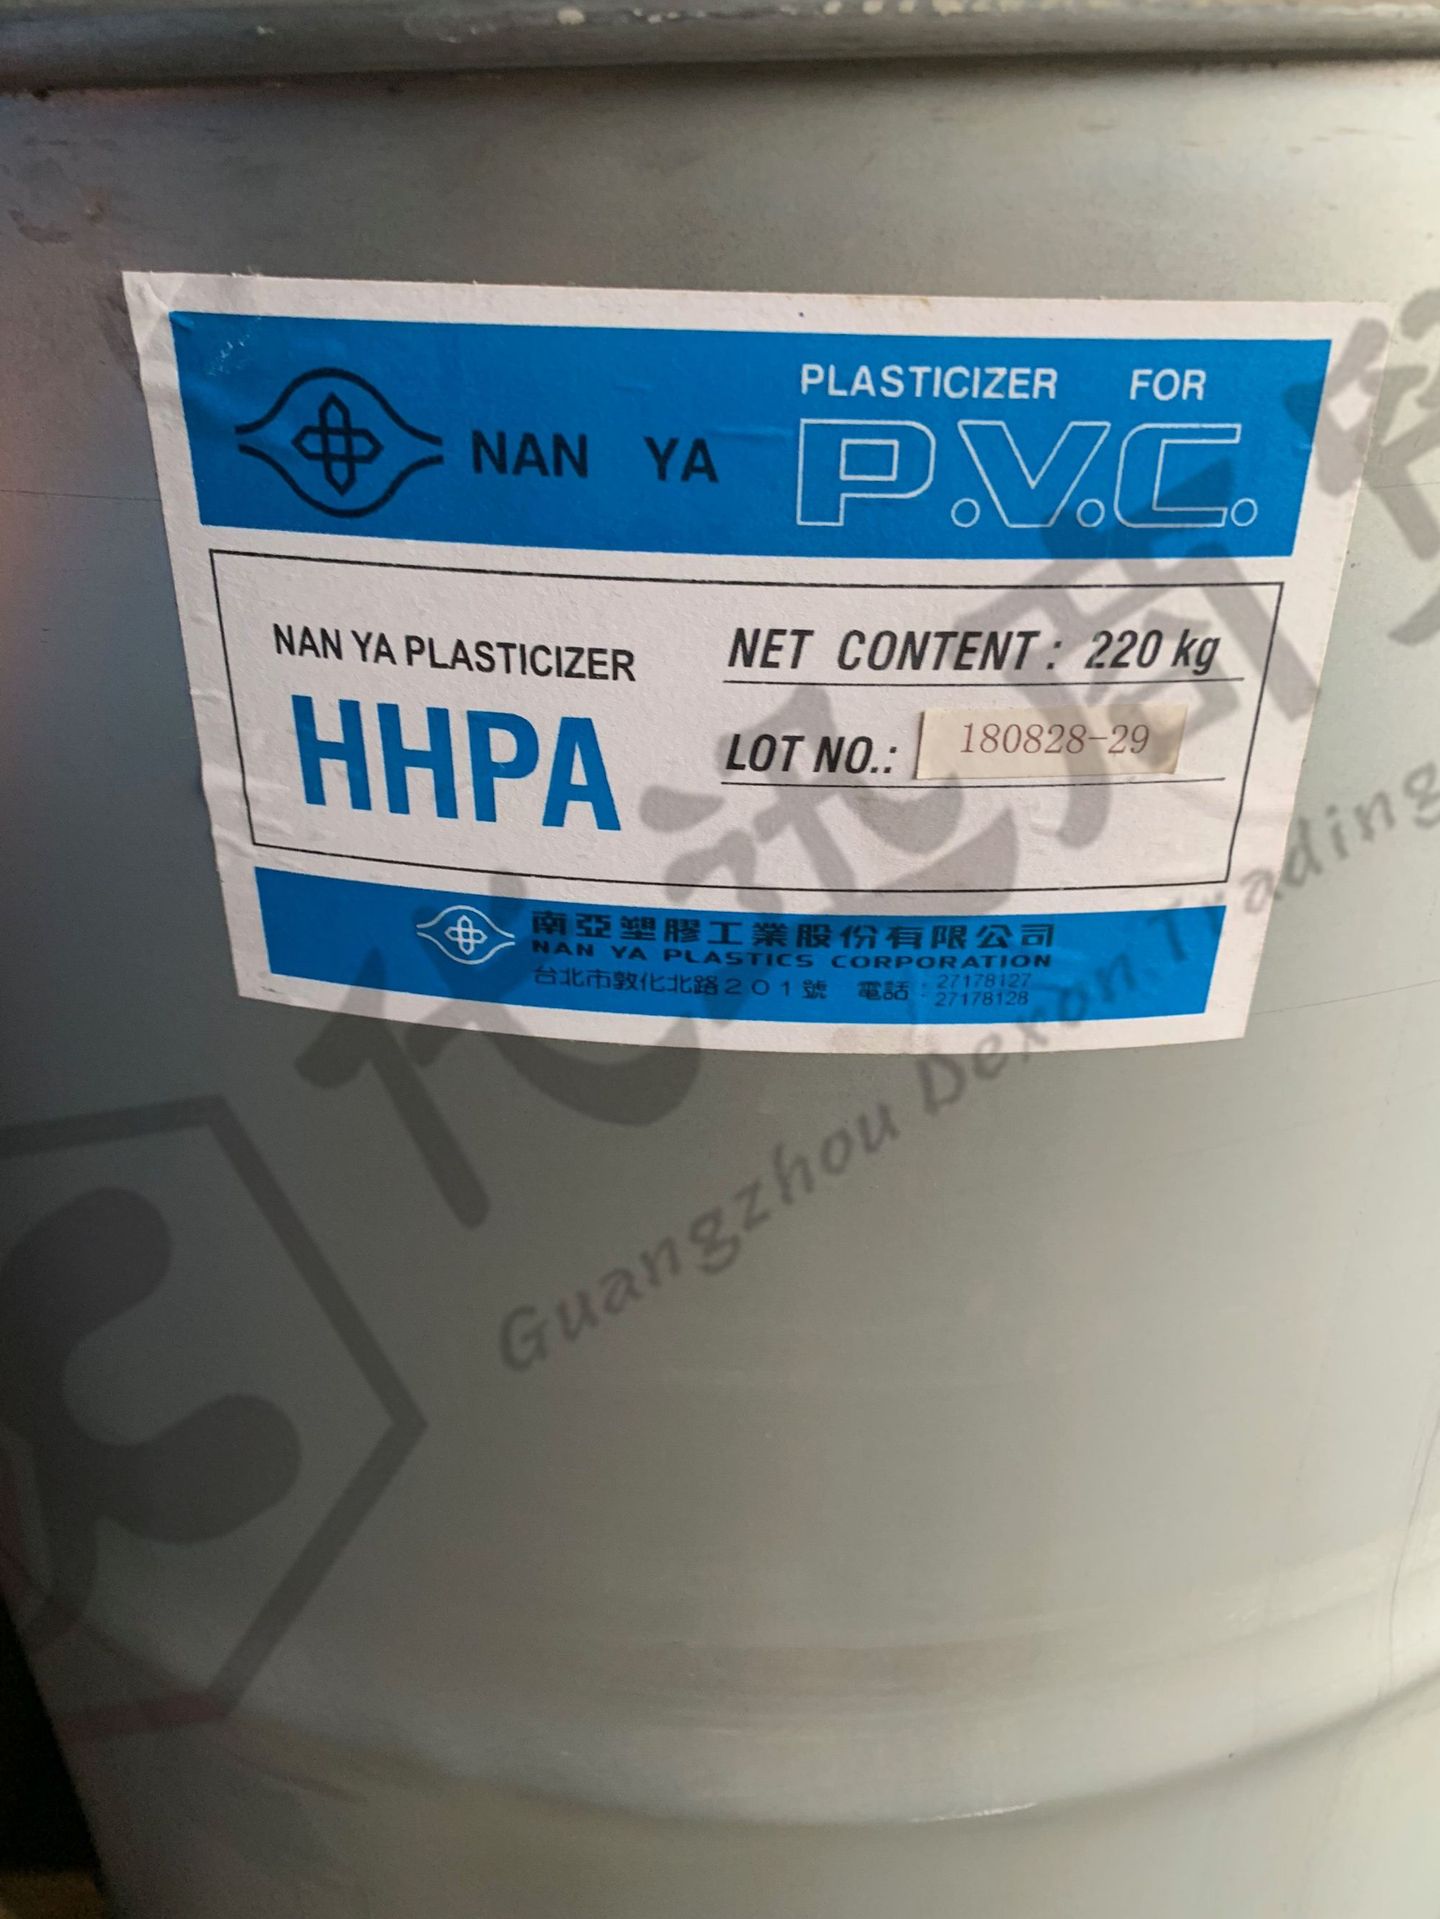 PLASTICIZER FOR
NAN YA P.V.C.
NAN YA PLASTICIZER
HHPA
NET CONTENT : 220 kg
LOT NO.: 180828-29
南亞塑膠工業股份有限公司
NAN YA PLASTICS CORPORATION
台北市敦化北路201號 電話:27178127
27178128
Guangzhou Dexon Trading